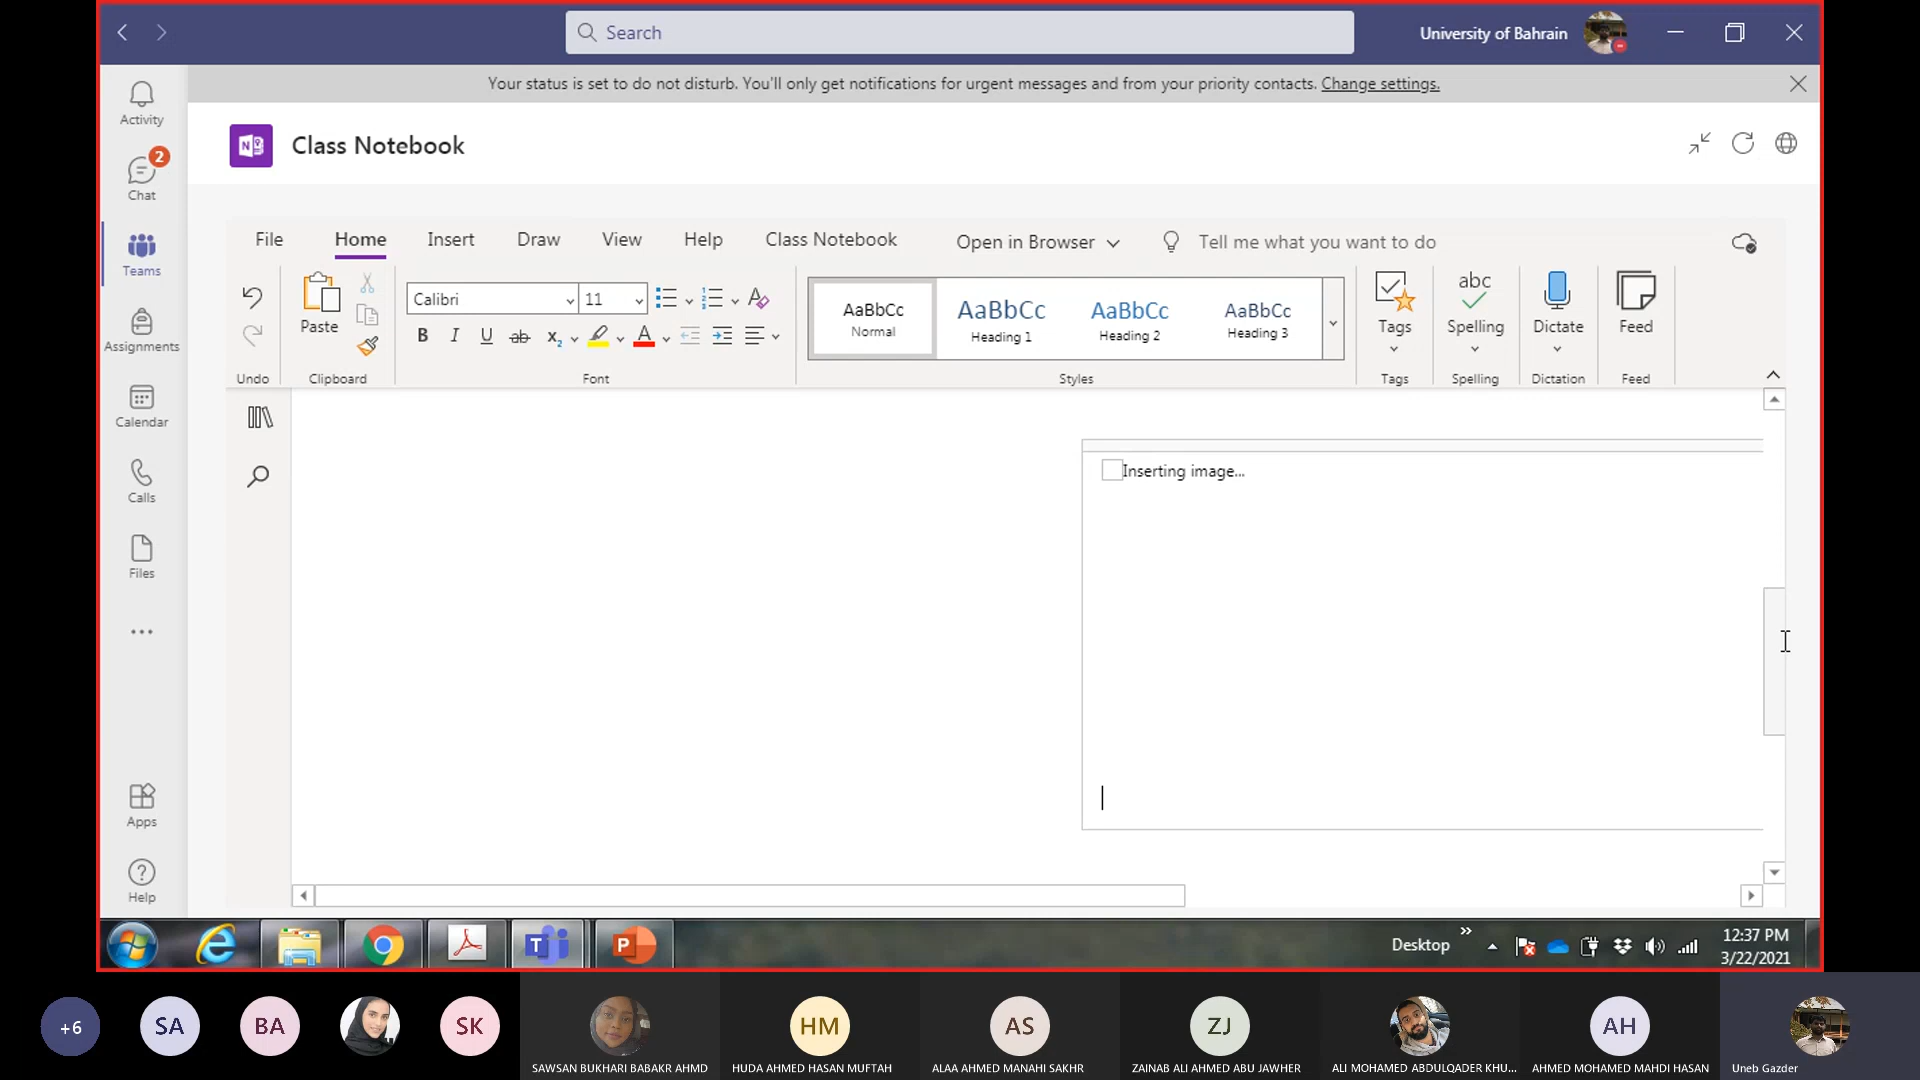 Search
University of Bahrain
Your status is set to do not disturb. You'll only get notifications for urgent messages and from your priority contacts. Change settings.
Activity
2
Chat
Teams
Assignments
Calendar
Calls
Files
Apps
Help
N
Class Notebook
File Home Insert Draw View Help Class Notebook Open in Browser Tell me what you want to do
Paste
Calibri 11
B I U ab x2 A
AaBbCc AaBbCc AaBbCc AaBbCc
Normal Heading 1 Heading 2 Heading 3
Tags
abc
Spelling
Dictate
Feed
Undo Clipboard Font Styles Tags Spelling Dictation Feed
Inserting image...
T P
Desktop
12:37 PM
3/22/2021
+6 SA BA SK HM AS ZJ AH
SAWSAN BUKHARI BABAKR AHMD HUDA AHMED HASAN MUFTAH ALAA AHMED MANAHI SAKHR ZAINAB ALI AHMED ABU JAWHER ALI MOHAMED ABDULQADER KHU... AHMED MOHAMED MAHDI HASAN Uneb Gazder